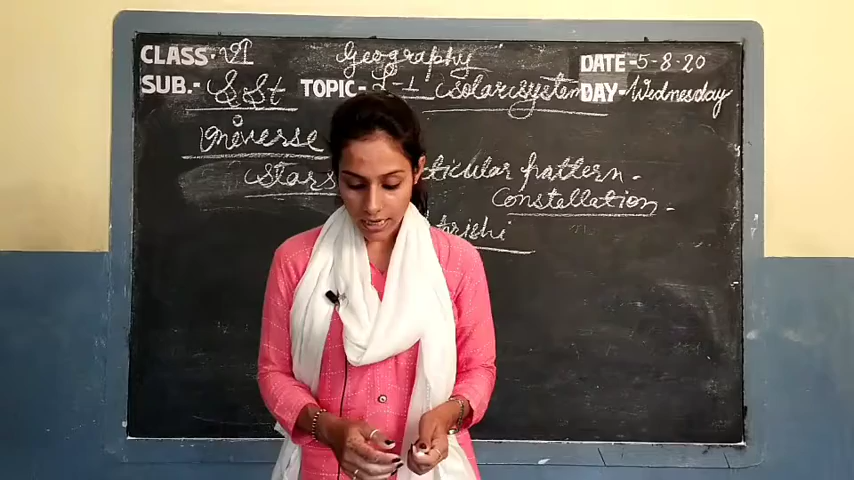 CLASS:- VI Geography DATE-5-8-20
SUB.- S.St TOPIC- L-1 (Solar system DAY-Wednesday
niverse
stars ticular pattern -
Constellation -
tarishi